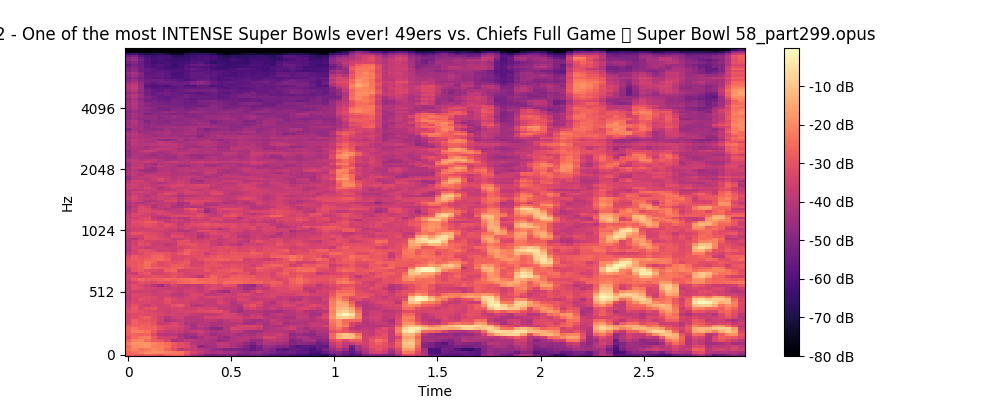 2 - One of the most INTENSE Super Bowls ever! 49ers vs. Chiefs Full Game  Super Bowl 58_part299.opus
4096
2048
1024
512
0
Hz
0
0.5
1
1.5
2
2.5
Time
-10 dB
-20 dB
-30 dB
-40 dB
-50 dB
-60 dB
-70 dB
-80 dB